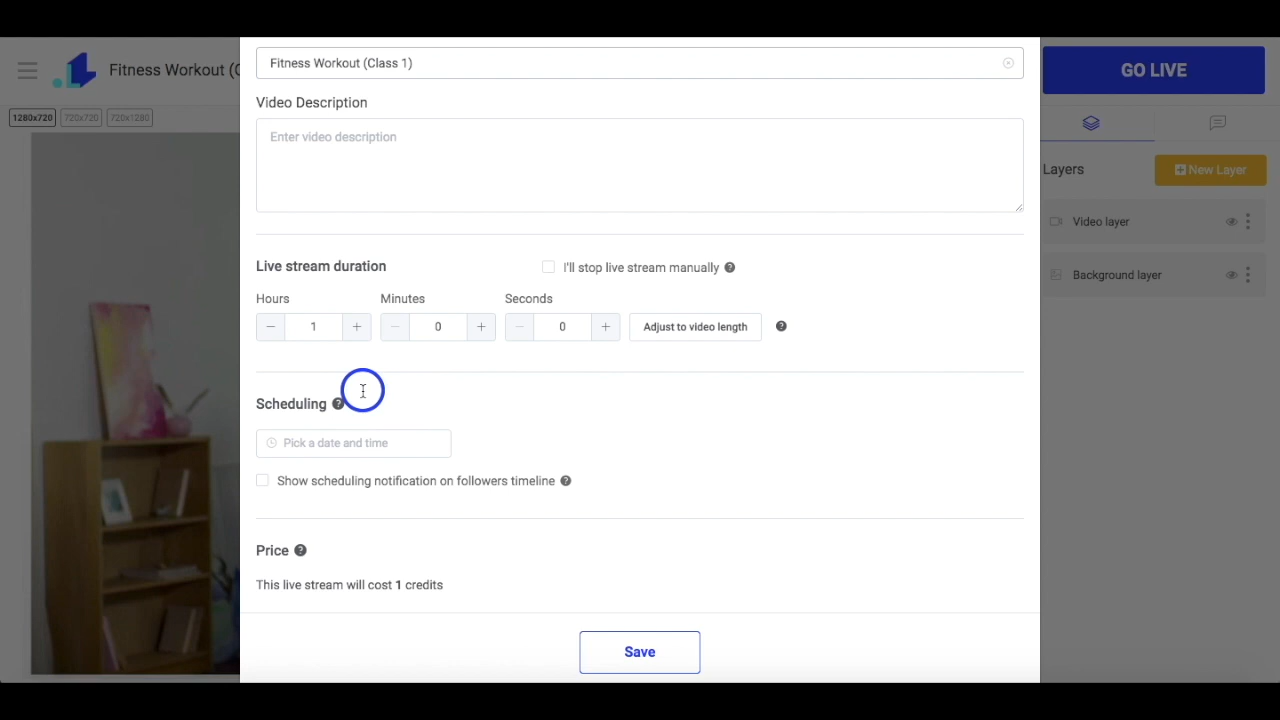 Fitness Workout (C
1280x720 720x720 720x1280
Fitness Workout (Class 1)
Video Description
Enter video description
Live stream duration
I'll stop live stream manually ?
Hours Minutes Seconds
− 1 + − 0 + − 0 + Adjust to video length ?
Scheduling ?
Pick a date and time
Show scheduling notification on followers timeline ?
Price ?
This live stream will cost 1 credits
Save
GO LIVE
Layers
New Layer
Video layer
Background layer